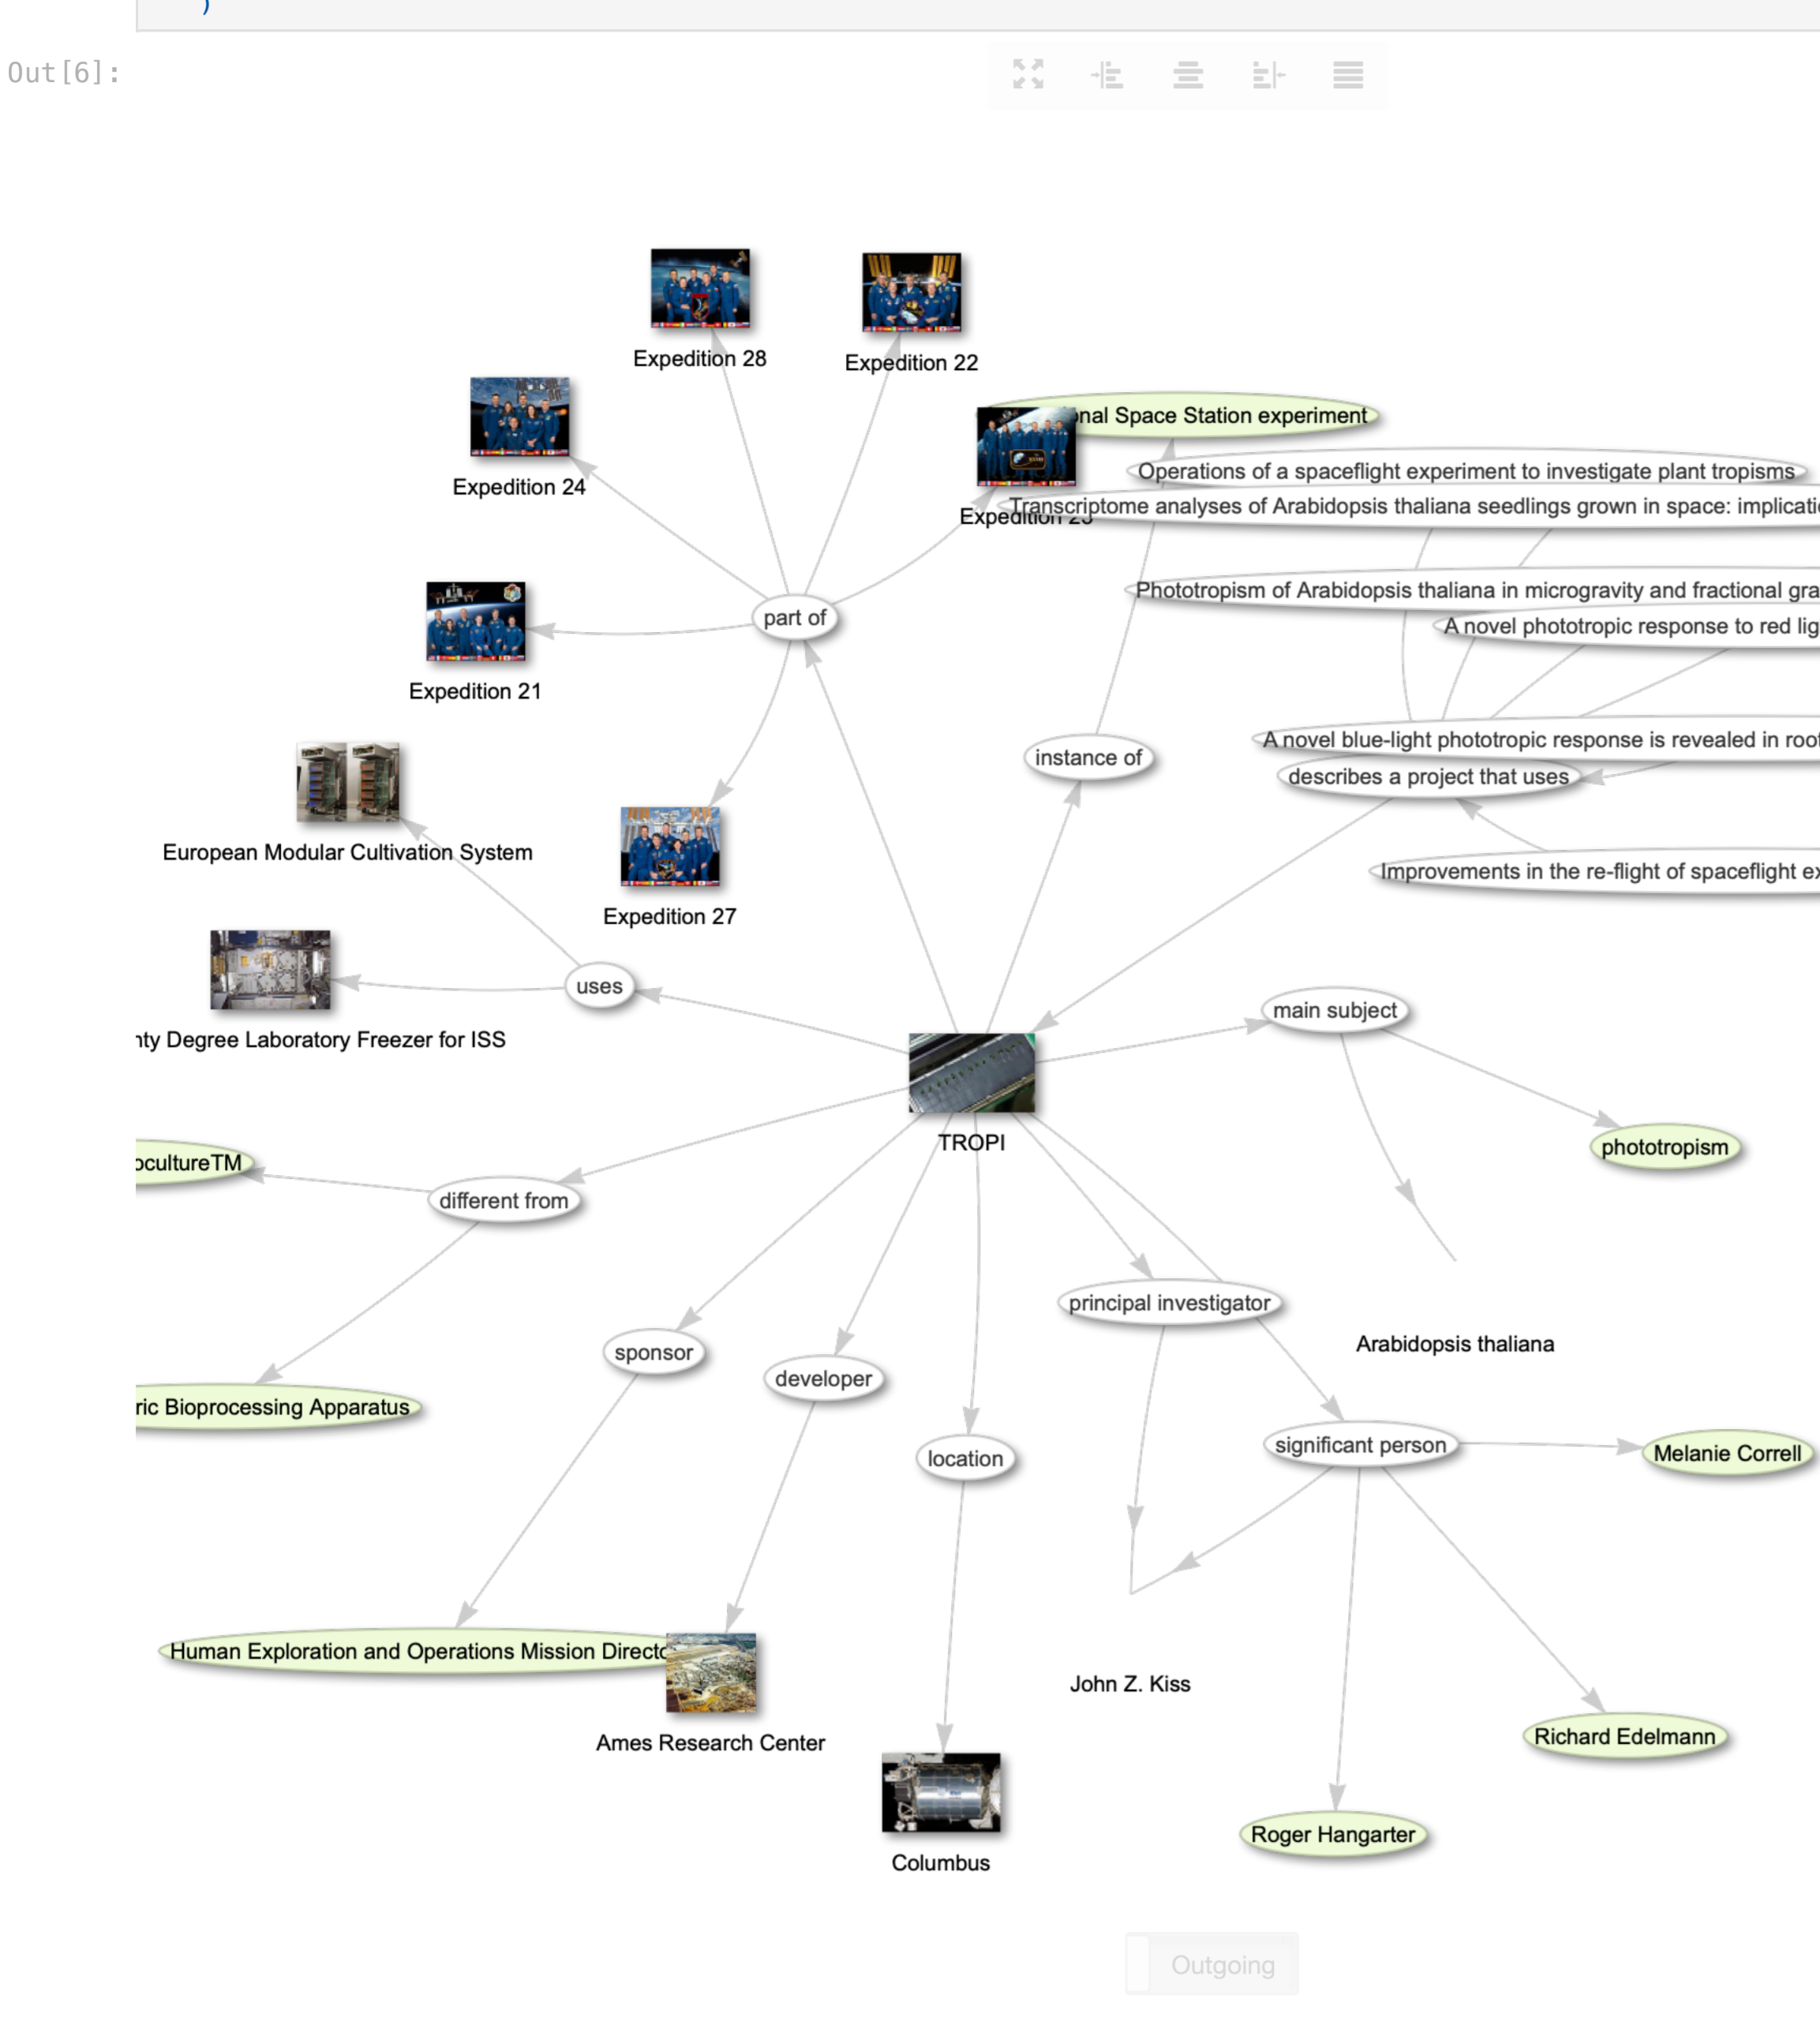 )
Out[6]:
Expedition 28
Expedition 22
onal Space Station experiment
Expedition 24
Operations of a spaceflight experiment to investigate plant tropisms
Transcriptome analyses of Arabidopsis thaliana seedlings grown in space: implicati
Expedition
Phototropism of Arabidopsis thaliana in microgravity and fractional gra
part of
A novel phototropic response to red lig
Expedition 21
A novel blue-light phototropic response is revealed in roo
instance of
describes a project that uses
European Modular Cultivation System
Improvements in the re-flight of spaceflight ex
Expedition 27
uses
main subject
nty Degree Laboratory Freezer for ISS
TROPI
phototropism
ocultureTM
different from
principal investigator
Arabidopsis thaliana
sponsor
developer
ric Bioprocessing Apparatus
significant person
Melanie Correll
location
Human Exploration and Operations Mission Directo
John Z. Kiss
Richard Edelmann
Ames Research Center
Roger Hangarter
Columbus
Outgoing